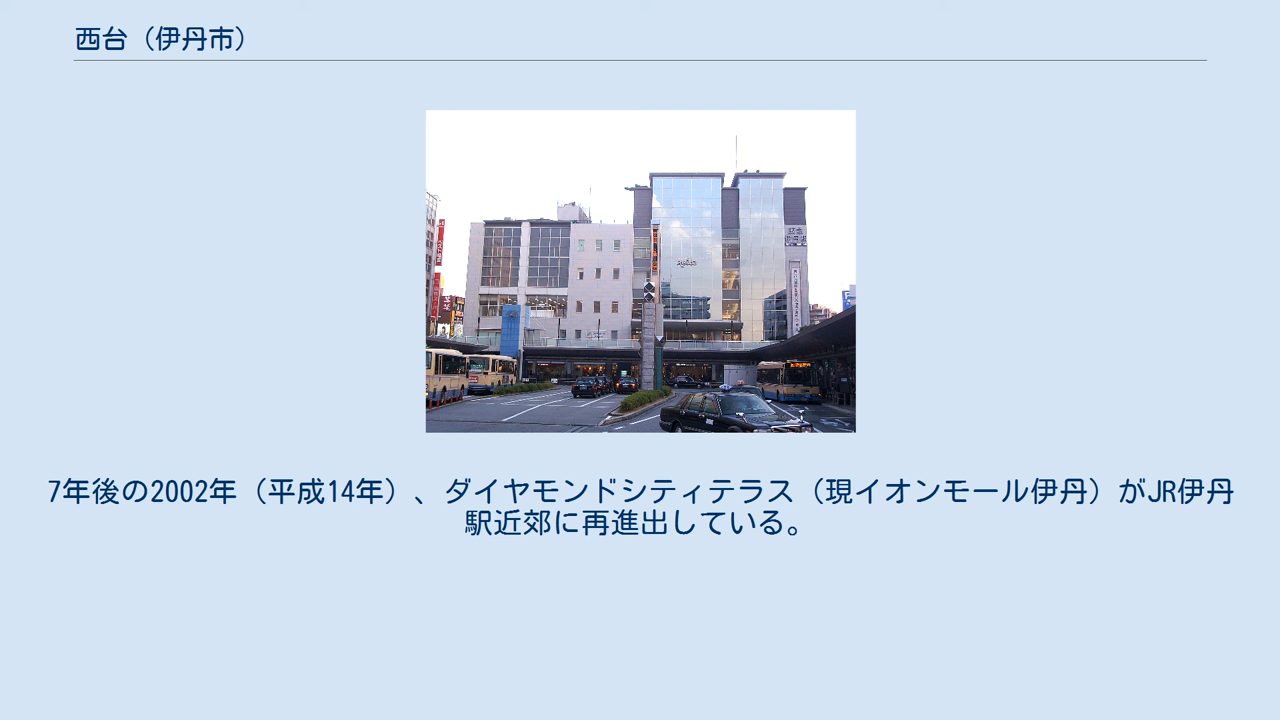 西台（伊丹市）
7年後の2002年（平成14年）、ダイヤモンドシティテラス（現イオンモール伊丹）がJR伊丹
駅近郊に再進出している。